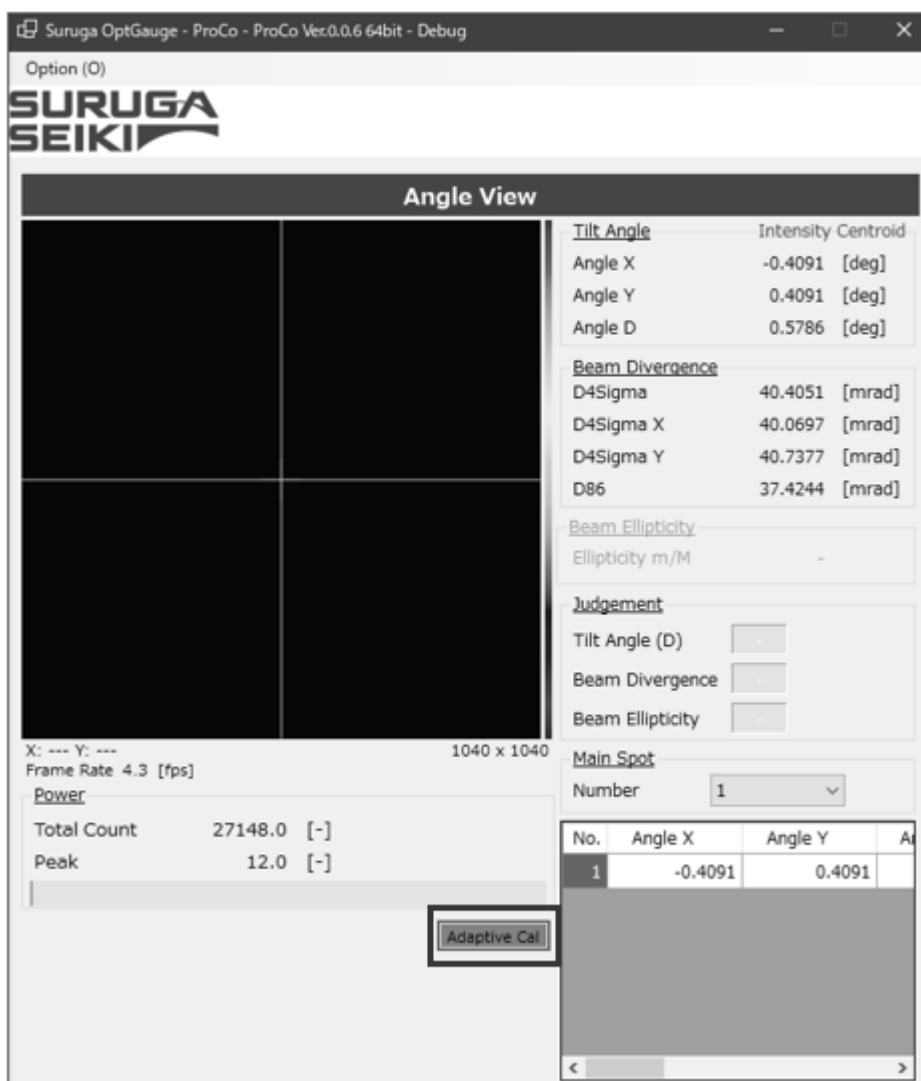 Suruga OptGauge - ProCo - ProCo Ver.0.0.6 64bit - Debug
Option (O)
SURUGA
SEIKI
Angle View
Tilt Angle Intensity Centroid
Angle X -0.4091 [deg]
Angle Y 0.4091 [deg]
Angle D 0.5786 [deg]
Beam Divergence
D4Sigma 40.4051 [mrad]
D4Sigma X 40.0697 [mrad]
D4Sigma Y 40.7377 [mrad]
D86 37.4244 [mrad]
Beam Ellipticity
Ellipticity m/M -
Judgement
Tilt Angle (D) -
Beam Divergence -
Beam Ellipticity -
X: --- Y: --- 1040 x 1040
Frame Rate 4.3 [fps]
Power
Total Count 27148.0 [-]
Peak 12.0 [-]
Adaptive Cal
Main Spot
Number 1
No. Angle X Angle Y
1 -0.4091 0.4091